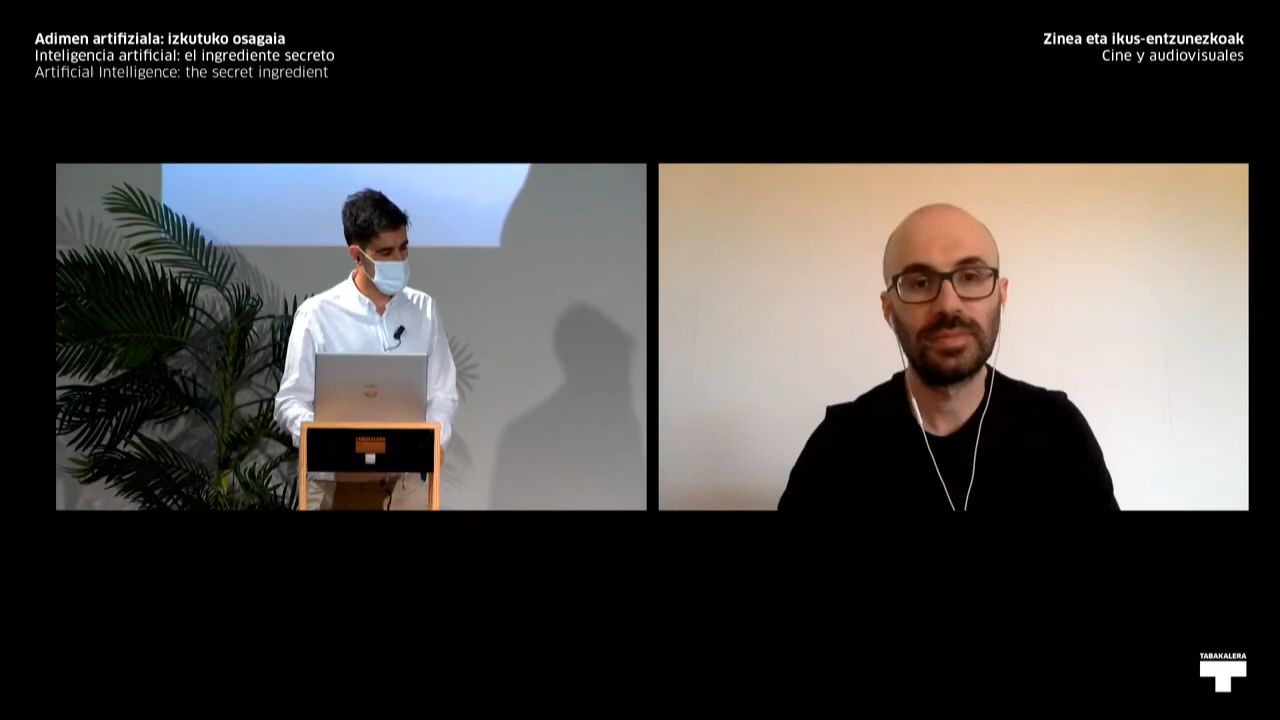 Adimen artifiziala: izkutuko osagaia
Inteligencia artificial: el ingrediente secreto
Artificial Intelligence: the secret ingredient
Zinea eta ikus-entzunezkoak
Cine y audiovisuales
TABAKALERA
TABAKALERA